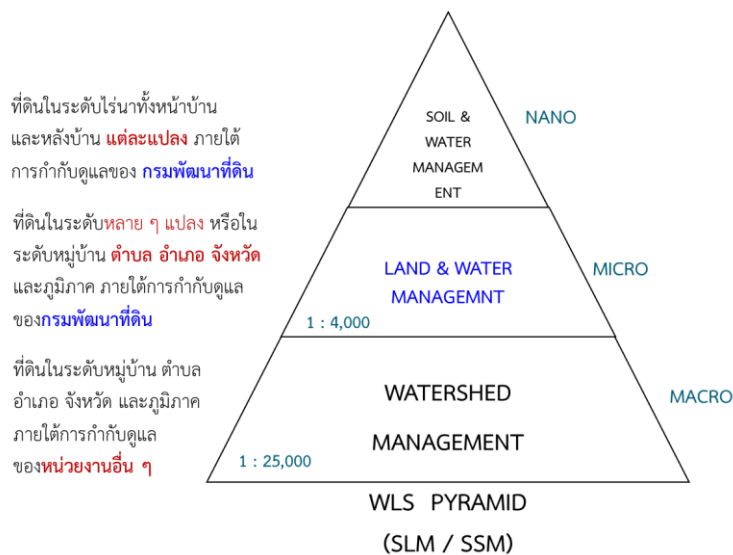 ที่ดินในระดับไร่นาทั้งหน้าบ้าน
และหลังบ้าน แต่ละแปลง ภายใต้
การกำกับดูแลของ กรมพัฒนาที่ดิน
SOIL &
WATER
MANAGEM
ENT
NANO
ที่ดินในระดับหลาย ๆ แปลง หรือใน
ระดับหมู่บ้าน ตำบล อำเภอ จังหวัด
และภูมิภาค ภายใต้การกำกับดูแล
ของกรมพัฒนาที่ดิน
LAND & WATER
MANAGEMNT
MICRO
1 : 4,000
ที่ดินในระดับหมู่บ้าน ตำบล
อำเภอ จังหวัด และภูมิภาค
ภายใต้การกำกับดูแล
ของหน่วยงานอื่น ๆ
WATERSHED
MANAGEMENT
MACRO
1 : 25,000
WLS PYRAMID
(SLM / SSM)